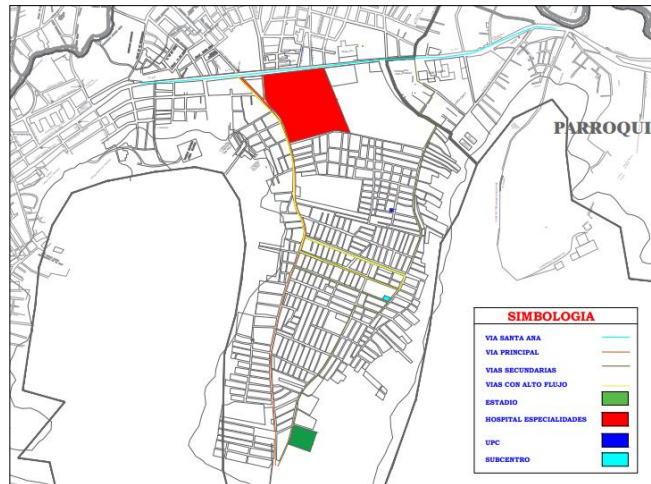 PARROQUI
SIMBOLOGIA
VIA SANTA ANA
VIA PRINCIPAL
VIAS SECUNDARIAS
VIAS CON ALTO FLUJO
ESTADIO
HOSPITAL ESPECIALIDADES
UPC
SUBCENTRO